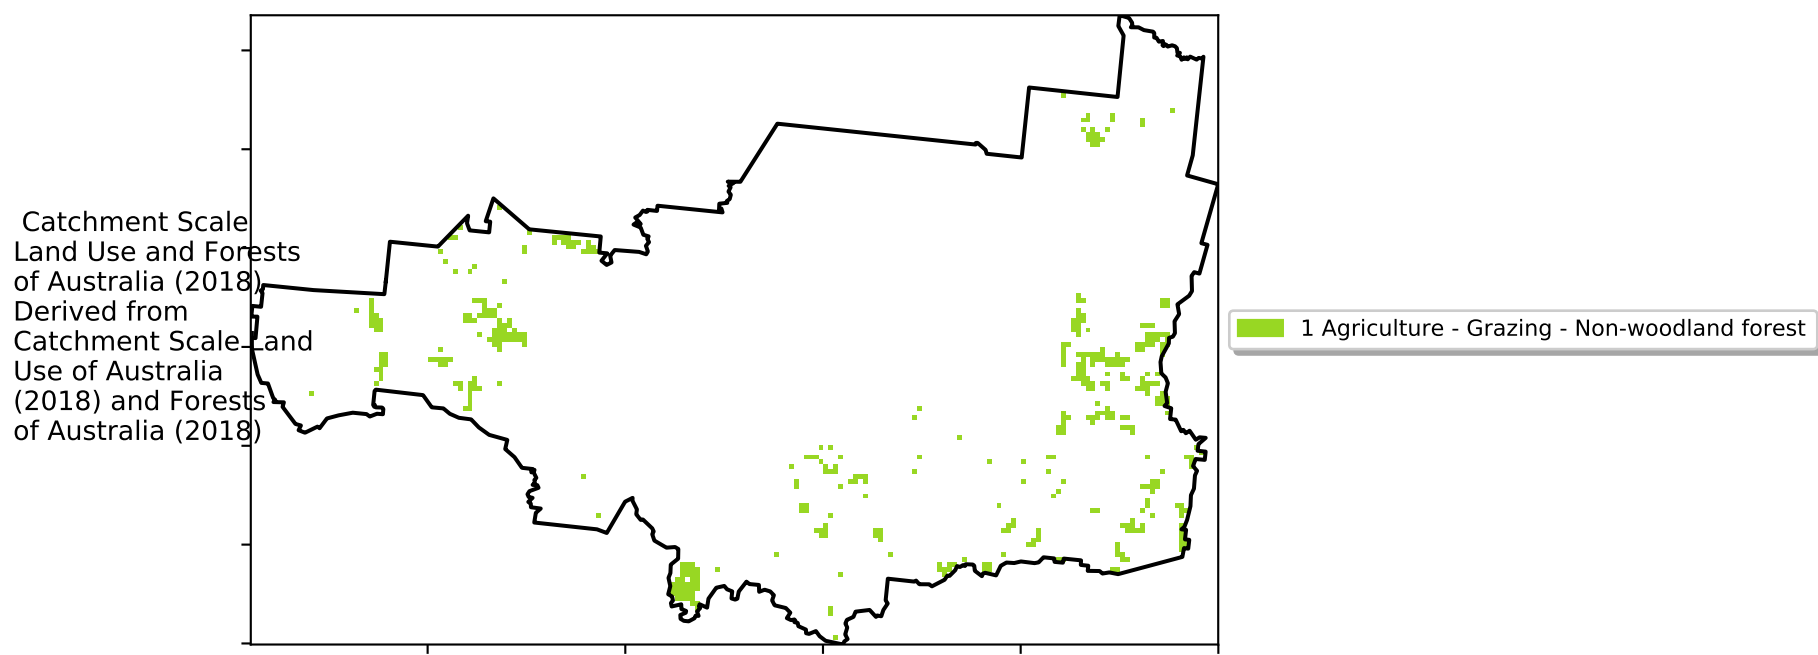 Catchment Scale
Land Use and Forests
of Australia (2018)
Derived from
Catchment Scale Land
Use of Australia
(2018) and Forests
of Australia (2018)
1 Agriculture - Grazing - Non-woodland forest